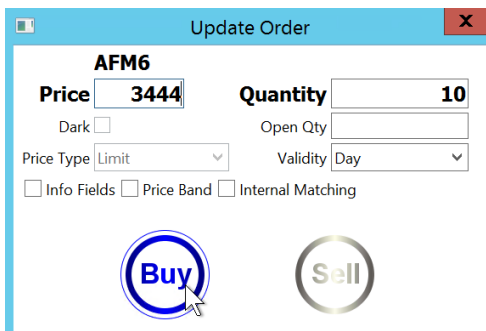 Update Order
X
AFM6
Price 3444 Quantity 10
Dark Open Qty
Price Type Limit Validity Day
Info Fields Price Band Internal Matching
Buy Sell